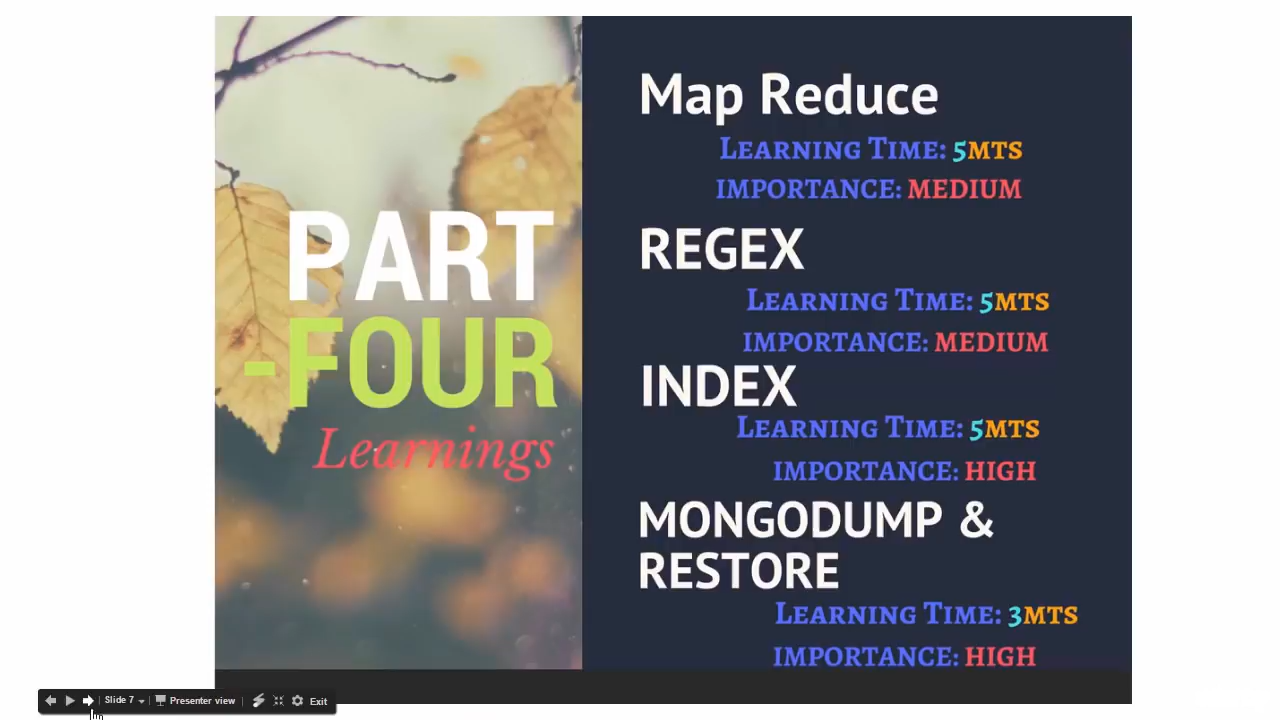 PART
-FOUR
Learnings
Map Reduce
LEARNING TIME: 5MTS
IMPORTANCE: MEDIUM
REGEX
LEARNING TIME: 5MTS
IMPORTANCE: MEDIUM
INDEX
LEARNING TIME: 5MTS
IMPORTANCE: HIGH
MONGODUMP &
RESTORE
LEARNING TIME: 3MTS
IMPORTANCE: HIGH
Slide 7 Presenter view Exit